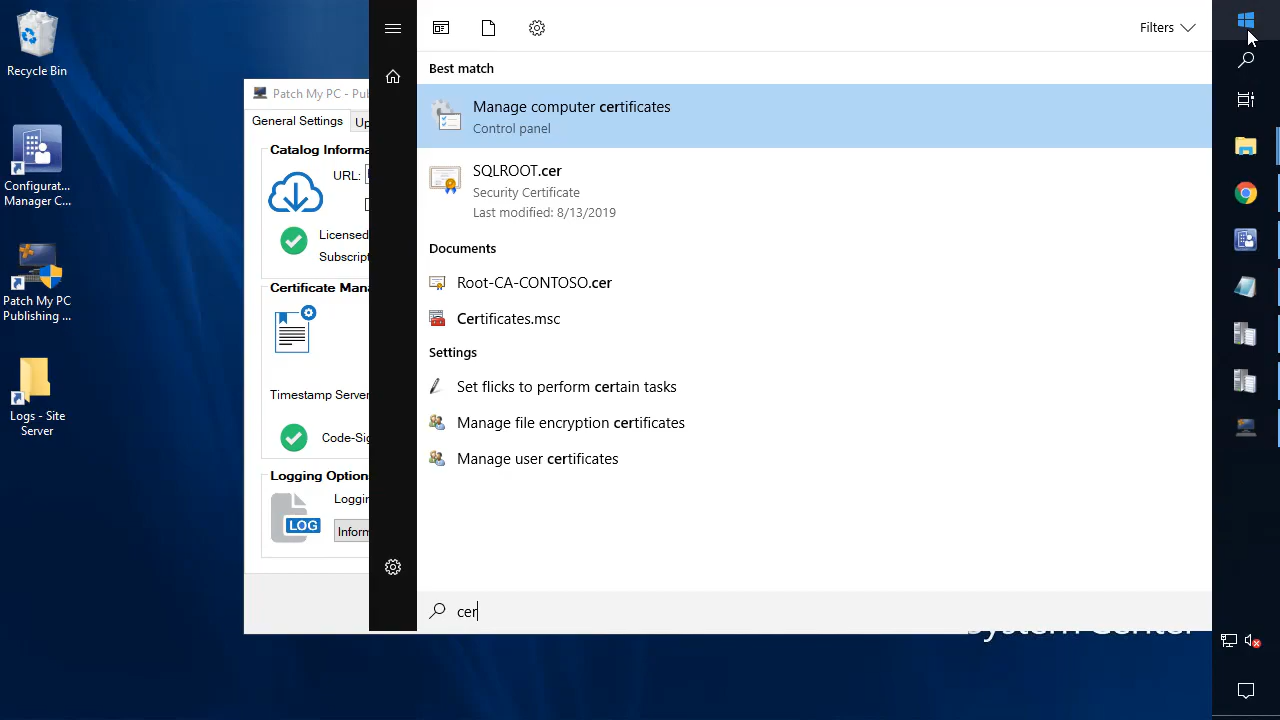 Recycle Bin
Configurat...
Manager C...
Patch My PC
Publishing ...
Logs - Site
Server
Patch My PC - Pu
General Settings
Up
Catalog Informa
URL:
Licensed
Subscript
Certificate Mana
Timestamp Server
Code-Sig
Logging Option
Loggin
LOG
Inform
Filters
Best match
Manage computer certificates
Control panel
SQLROOT.cer
Security Certificate
Last modified: 8/13/2019
Documents
Root-CA-CONTOSO.cer
Certificates.msc
Settings
Set flicks to perform certain tasks
Manage file encryption certificates
Manage user certificates
cer
System Center